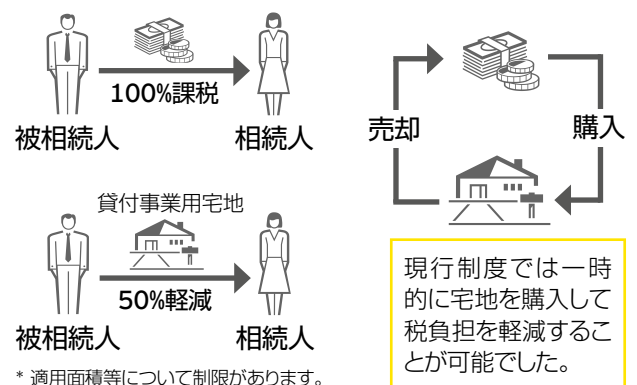 100%課税
被相続人
相続人
貸付事業用宅地
50%軽減
被相続人
相続人
* 適用面積等について制限があります。
売却
購入
現行制度では一時
的に宅地を購入して
税負担を軽減するこ
とが可能でした。